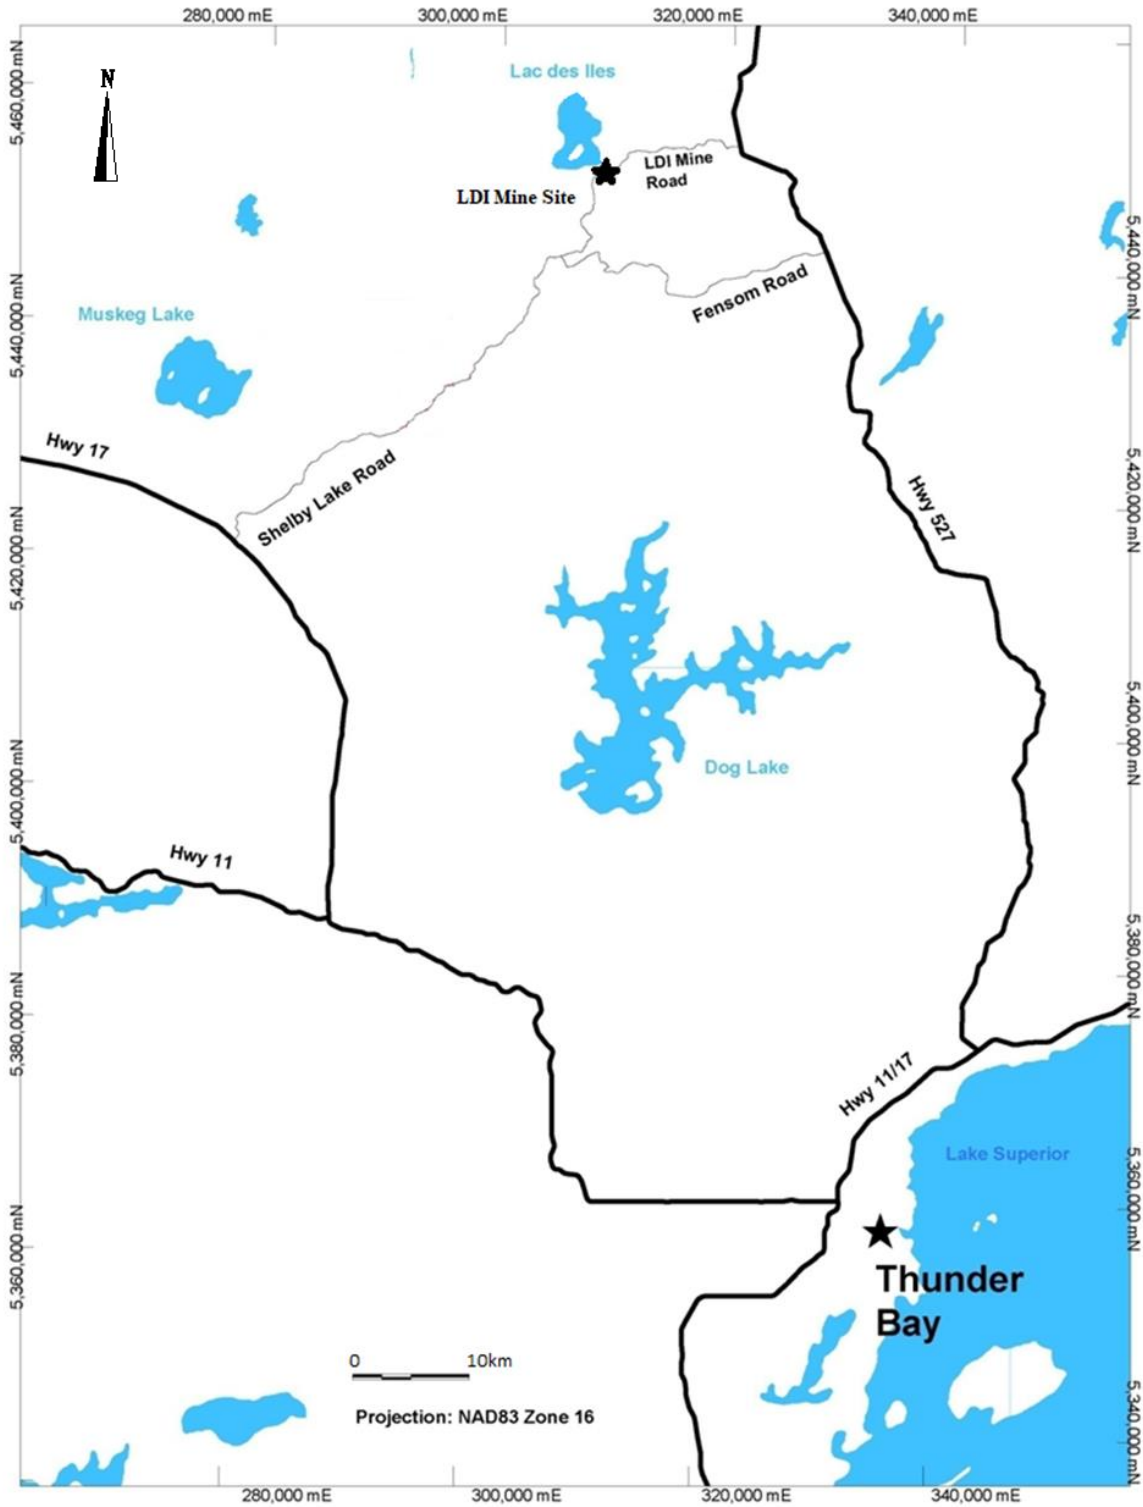 280,000 mE
300,000 mE
320,000 mE
340,000 mE
5,460,000 mN
N
Lac des Iles
LDI Mine
Road
LDI Mine Site
5,440,000 mN
Fensom Road
Muskeg Lake
5,440,000 mN
Hwy 17
Shelby Lake Road
5,420,000 mN
Hwy 527
5,420,000 mN
5,400,000 mN
Dog Lake
5,400,000 mN
Hwy 11
5,380,000 mN
5,380,000 mN
Hwy 11/17
Lake Superior
5,360,000 mN
5,360,000 mN
Thunder
Bay
0
10km
5,340,000 mN
Projection: NAD83 Zone 16
280,000 mE
300,000 mE
320,000 mE
340,000 mE